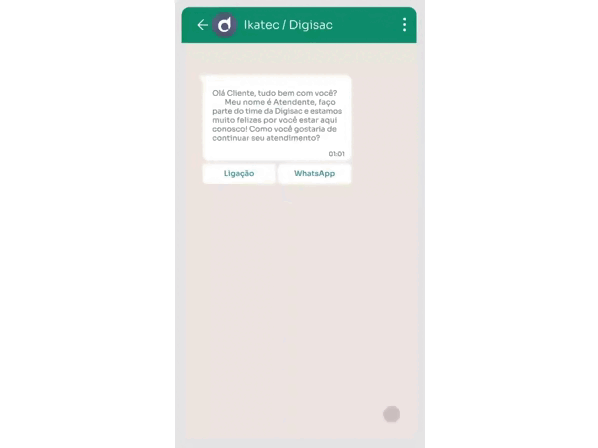 Ikatec / Digisac
Olá Cliente, tudo bem com você?
Meu nome é Atendente, faço
parte do time da Digisac e estamos
muito felizes por você estar aqui
conosco! Como você gostaria de
continuar seu atendimento?
01:01
Ligação WhatsApp